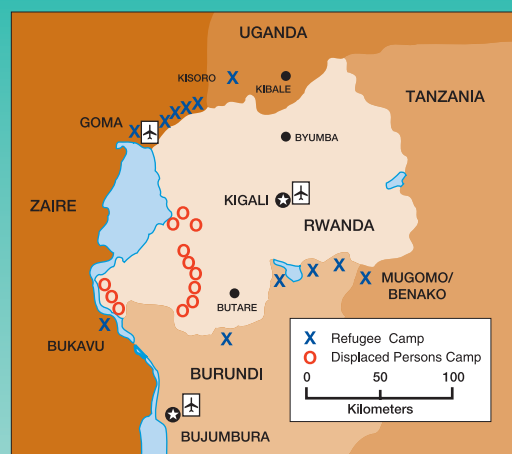 UGANDA
KISORO X
KIBALE
TANZANIA
GOMA X X X X X
BYUMBA
ZAIRE
KIGALI
O O O
RWANDA
O O O O O O
X X X X
MUGOMO/
BENAKO
O O O
BUTARE
X
BUKAVU
X
BURUNDI
BUJUMBURA
X Refugee Camp
O Displaced Persons Camp
0 50 100
Kilometers